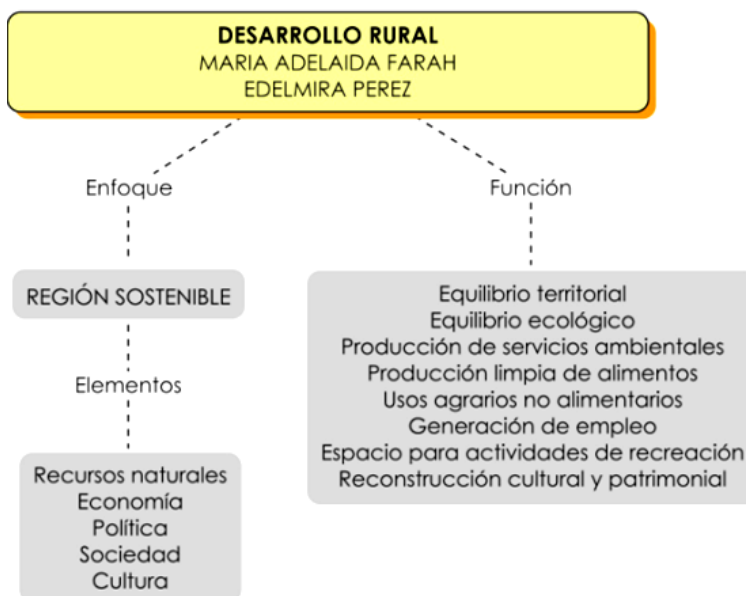 DESARROLLO RURAL
MARIA ADELAIDA FARAH
EDELMIRA PEREZ
Enfoque
Función
REGIÓN SOSTENIBLE
Elementos
Recursos naturales
Economía
Política
Sociedad
Cultura
Equilibrio territorial
Equilibrio ecológico
Producción de servicios ambientales
Producción limpia de alimentos
Usos agrarios no alimentarios
Generación de empleo
Espacio para actividades de recreación
Reconstrucción cultural y patrimonial